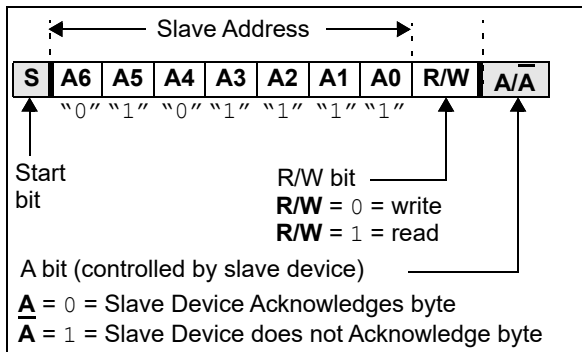 Slave Address
S A6 A5 A4 A3 A2 A1 A0 R/W A/A̅
“0” “1” “0” “1” “1” “1” “1”
Start
bit
R/W bit
R/W = 0 = write
R/W = 1 = read
A bit (controlled by slave device)
A = 0 = Slave Device Acknowledges byte
A̅ = 1 = Slave Device does not Acknowledge byte